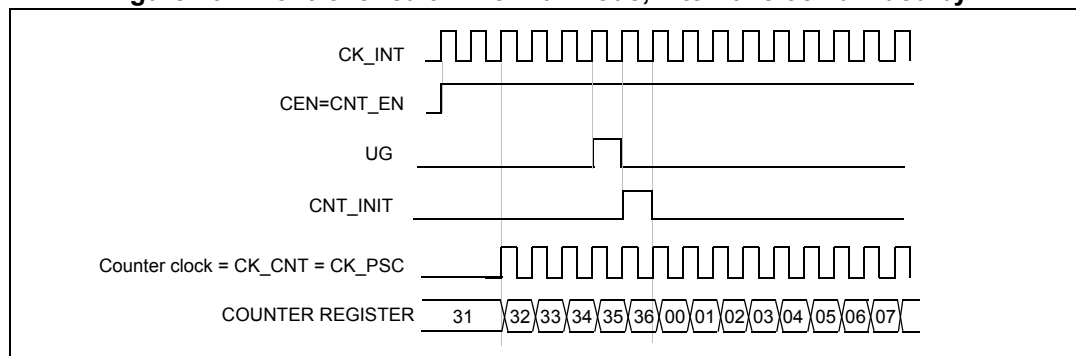 CK_INT
CEN=CNT_EN
UG
CNT_INIT
Counter clock = CK_CNT = CK_PSC
COUNTER REGISTER 31 32 33 34 35 36 00 01 02 03 04 05 06 07